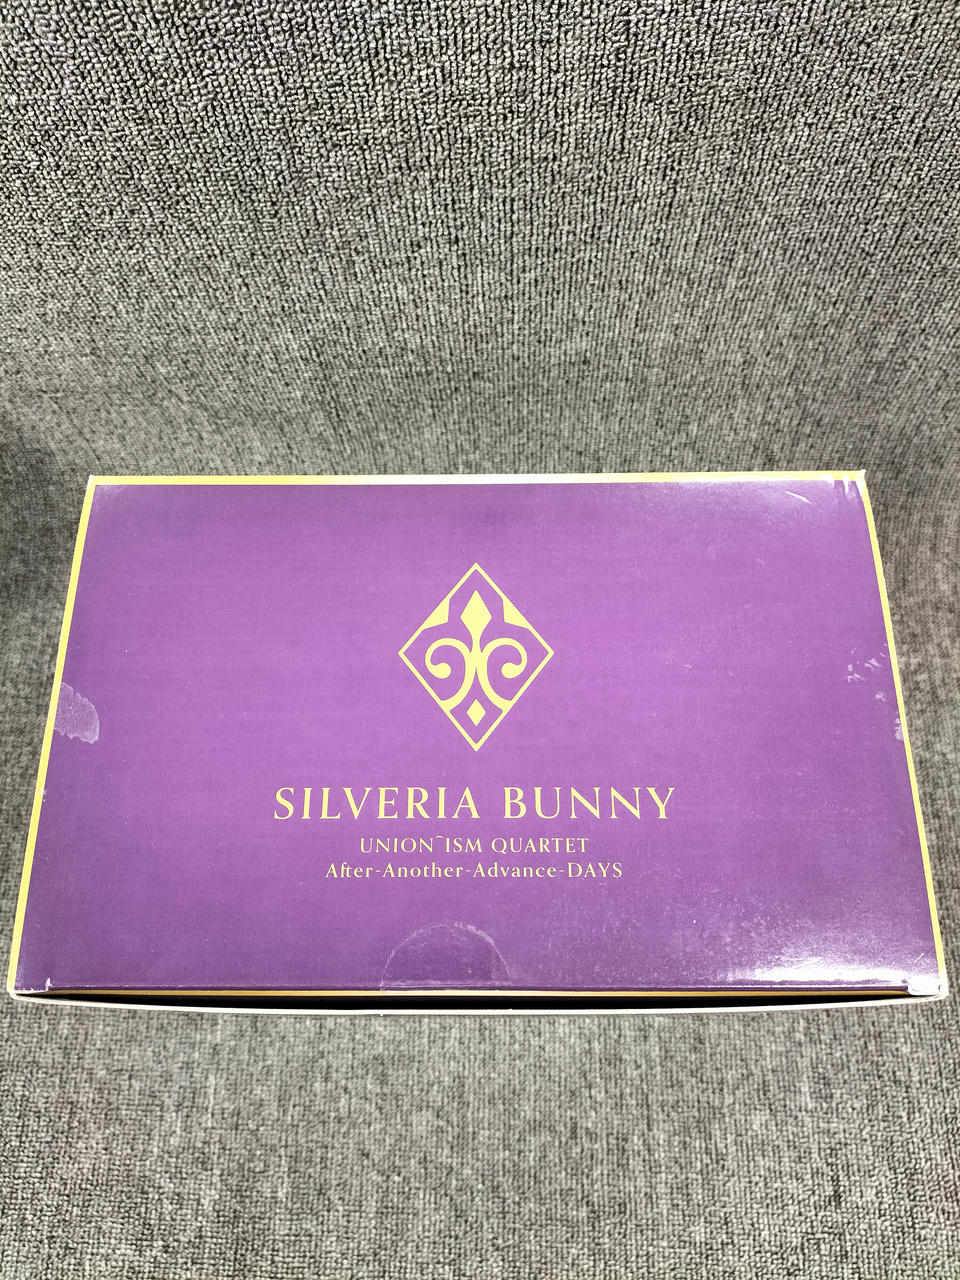 SILVERIA BUNNY
UNION~ISM QUARTET
After-Another-Advance-DAYS